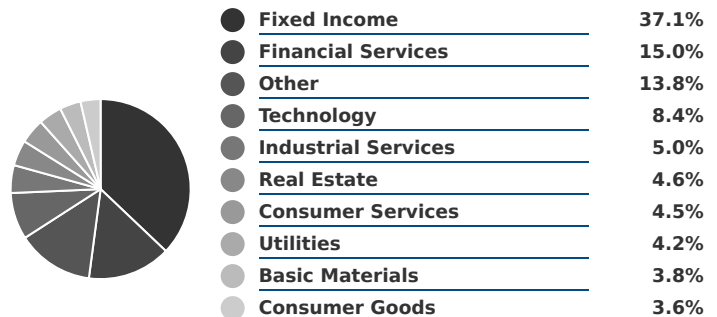 Fixed Income 37.1%
Financial Services 15.0%
Other 13.8%
Technology 8.4%
Industrial Services 5.0%
Real Estate 4.6%
Consumer Services 4.5%
Utilities 4.2%
Basic Materials 3.8%
Consumer Goods 3.6%